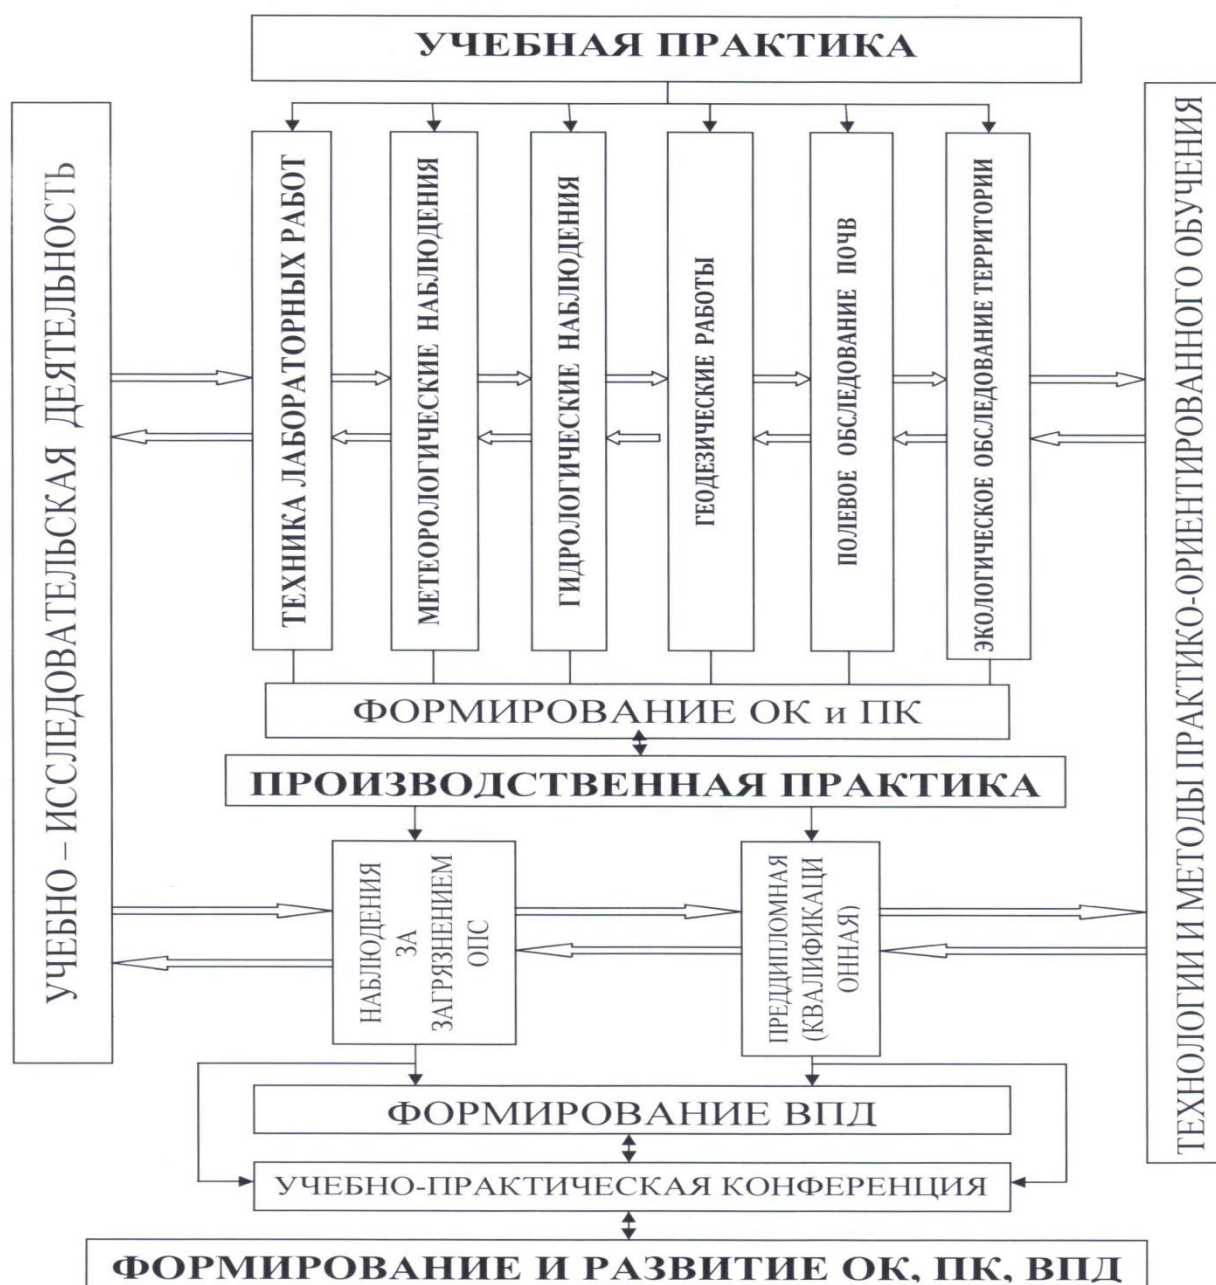 УЧЕБНАЯ ПРАКТИКА
УЧЕБНО – ИССЛЕДОВАТЕЛЬСКАЯ ДЕЯТЕЛЬНОСТЬ
ТЕХНИКА ЛАБОРАТОРНЫХ РАБОТ
МЕТЕОРОЛОГИЧЕСКИЕ НАБЛЮДЕНИЯ
ГИДРОЛОГИЧЕСКИЕ НАБЛЮДЕНИЯ
ГЕОДЕЗИЧЕСКИЕ РАБОТЫ
ПОЛЕВОЕ ОБСЛЕДОВАНИЕ ПОЧВ
ЭКОЛОГИЧЕСКОЕ ОБСЛЕДОВАНИЕ ТЕРРИТОРИИ
ТЕХНОЛОГИИ И МЕТОДЫ ПРАКТИКО-ОРИЕНТИРОВАННОГО ОБУЧЕНИЯ
ФОРМИРОВАНИЕ ОК и ПК
ПРОИЗВОДСТВЕННАЯ ПРАКТИКА
НАБЛЮДЕНИЯ
ЗА
ЗАГРЯЗНЕНИЕМ
ОПС
ПРЕДДИПЛОМНАЯ
(КВАЛИФИКАЦИ
ОННАЯ)
ФОРМИРОВАНИЕ ВПД
УЧЕБНО-ПРАКТИЧЕСКАЯ КОНФЕРЕНЦИЯ
ФОРМИРОВАНИЕ И РАЗВИТИЕ ОК, ПК, ВПД